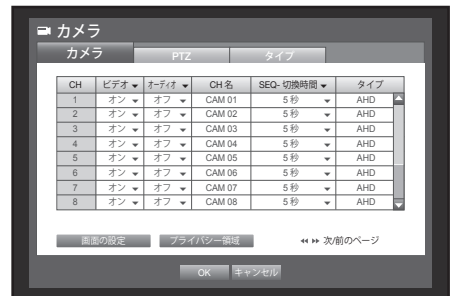 カメラ
カメラ PTZ タイプ
CH ビデオ オーディオ CH 名 SEQ- 切換時間 タイプ
1 オン オフ CAM 01 5 秒 AHD
2 オン オフ CAM 02 5 秒 AHD
3 オン オフ CAM 03 5 秒 AHD
4 オン オフ CAM 04 5 秒 AHD
5 オン オフ CAM 05 5 秒 AHD
6 オン オフ CAM 06 5 秒 AHD
7 オン オフ CAM 07 5 秒 AHD
8 オン オフ CAM 08 5 秒 AHD
画面の設定 プライバシー領域 次/前のページ
OK キャンセル